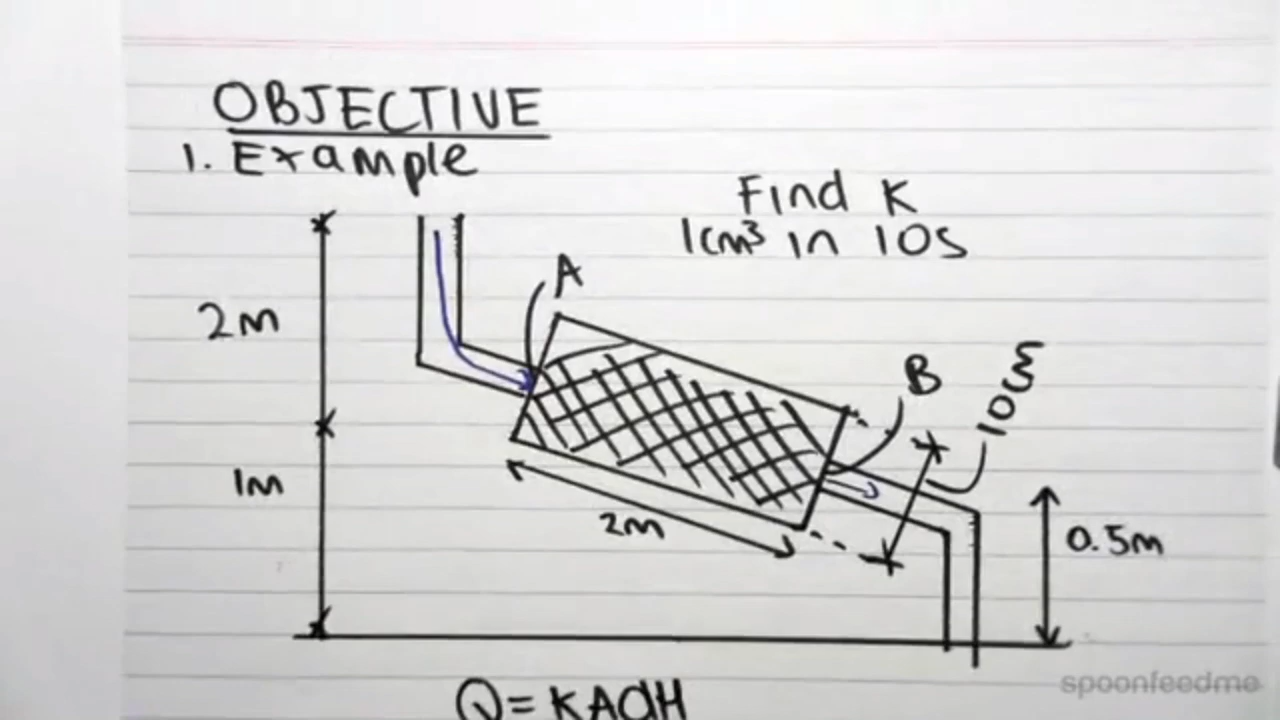 OBJECTIVE
1. Example
Find K
1cm³ in 10s
A
2m
B
10cm
1m
2m
0.5m
Q = KAdH
spoonfeedme